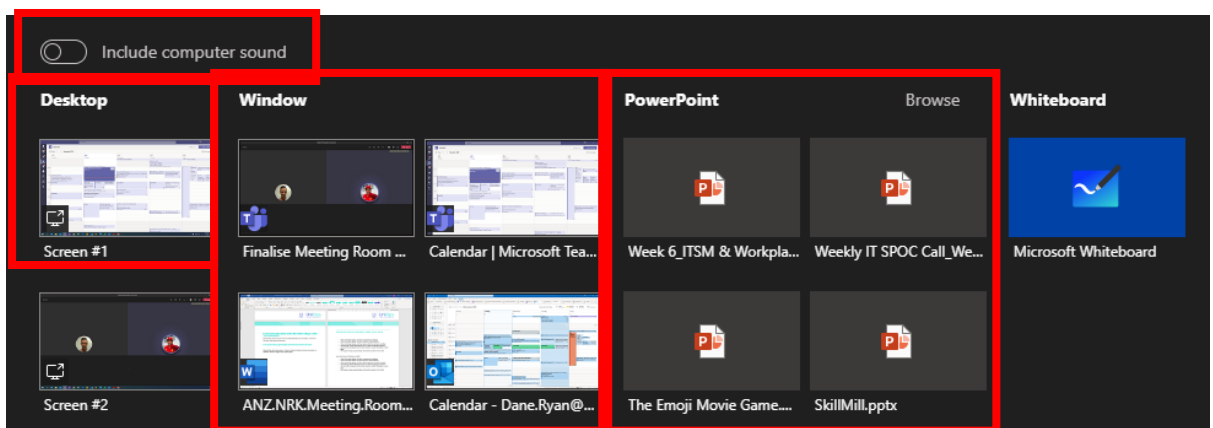 Include computer sound
Desktop
Window
PowerPoint
Browse
Whiteboard
Screen #1
Finalise Meeting Room ...
Calendar | Microsoft Tea...
Week 6_ITSM & Workpla...
Weekly IT SPOC Call_We...
Microsoft Whiteboard
Screen #2
ANZ.NRK.Meeting.Room...
Calendar - Dane.Ryan@...
The Emoji Movie Game....
SkillMill.pptx